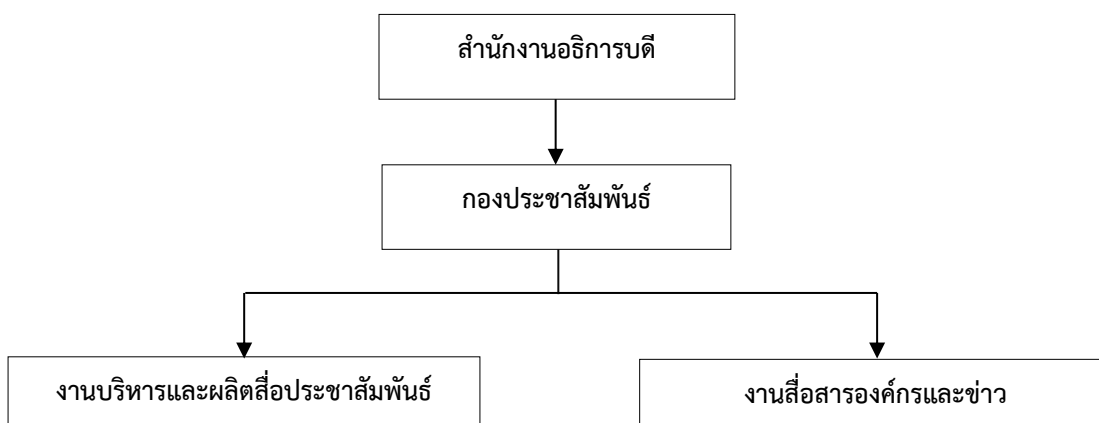 สำนักงานอธิการบดี
กองประชาสัมพันธ์
งานบริหารและผลิตสื่อประชาสัมพันธ์
งานสื่อสารองค์กรและข่าว